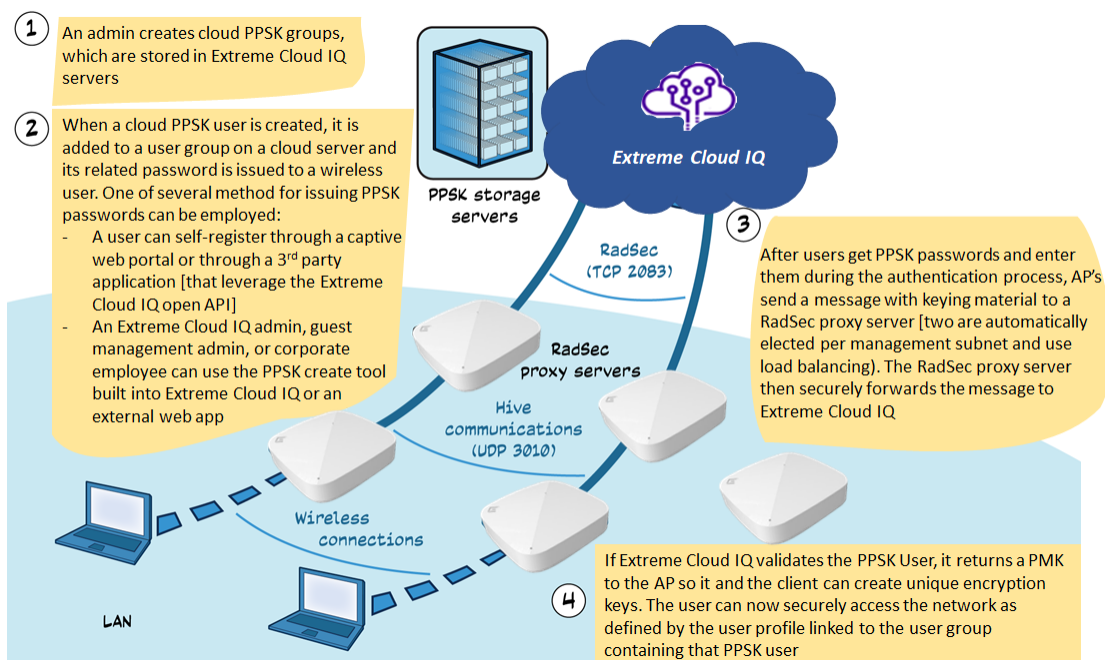 1
An admin creates cloud PPSK groups,
which are stored in Extreme Cloud IQ
servers
2
When a cloud PPSK user is created, it is
added to a user group on a cloud server and
its related password is issued to a wireless
user. One of several method for issuing PPSK
passwords can be employed:
- A user can self-register through a captive
web portal or through a 3rd party
application [that leverage the Extreme
Cloud IQ open API]
- An Extreme Cloud IQ admin, guest
management admin, or corporate
employee can use the PPSK create tool
built into Extreme Cloud IQ or an
external web app
PPSK storage
servers
Extreme Cloud IQ
RadSec
(TCP 2083)
3
After users get PPSK passwords and enter
them during the authentication process, AP's
send a message with keying material to a
RadSec proxy server [two are automatically
elected per management subnet and use
load balancing). The RadSec proxy server
then securely forwards the message to
Extreme Cloud IQ
RadSec
proxy servers
Hive
communications
(UDP 3010)
Wireless
connections
LAN
4
If Extreme Cloud IQ validates the PPSK User, it returns a PMK
to the AP so it and the client can create unique encryption
keys. The user can now securely access the network as
defined by the user profile linked to the user group
containing that PPSK user